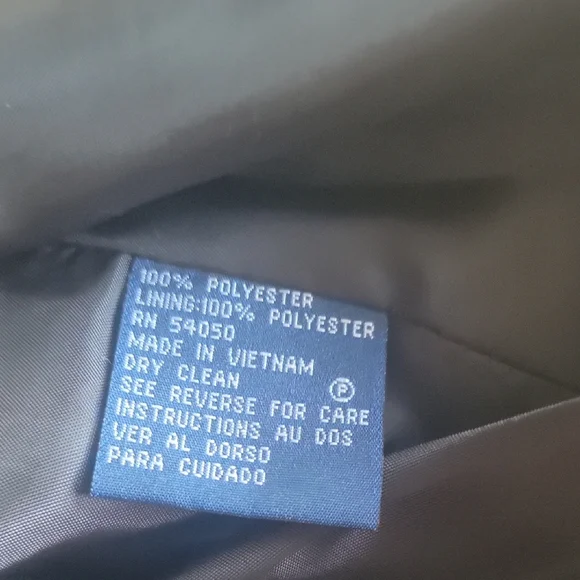 100% POLYESTER
LINING:100% POLYESTER
RN 54050
MADE IN VIETNAM
DRY CLEAN Ⓟ
SEE REVERSE FOR CARE
INSTRUCTIONS AU DOS
VER AL DORSO
PARA CUIDADO